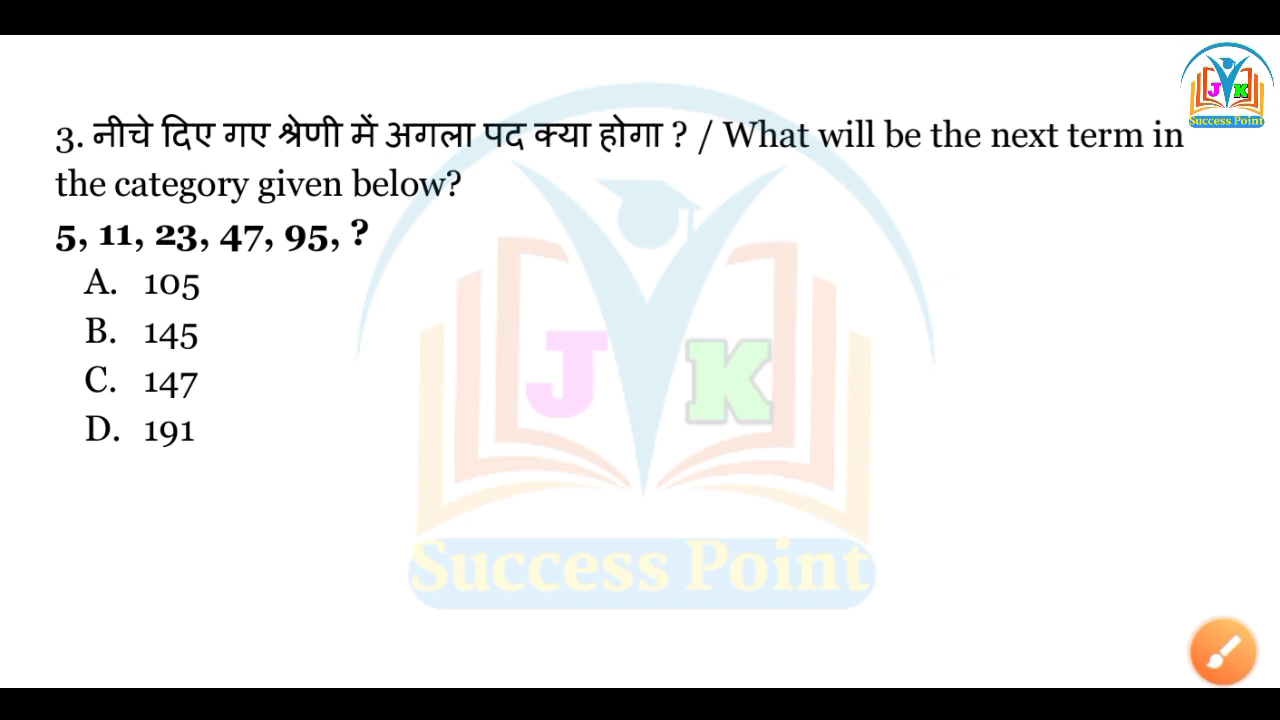 3. नीचे दिए गए श्रेणी में अगला पद क्या होगा ? / What will be the next term in
the category given below?
5, 11, 23, 47, 95, ?
A. 105
B. 145
C. 147
D. 191
J K
Success Point
J K
Success Point